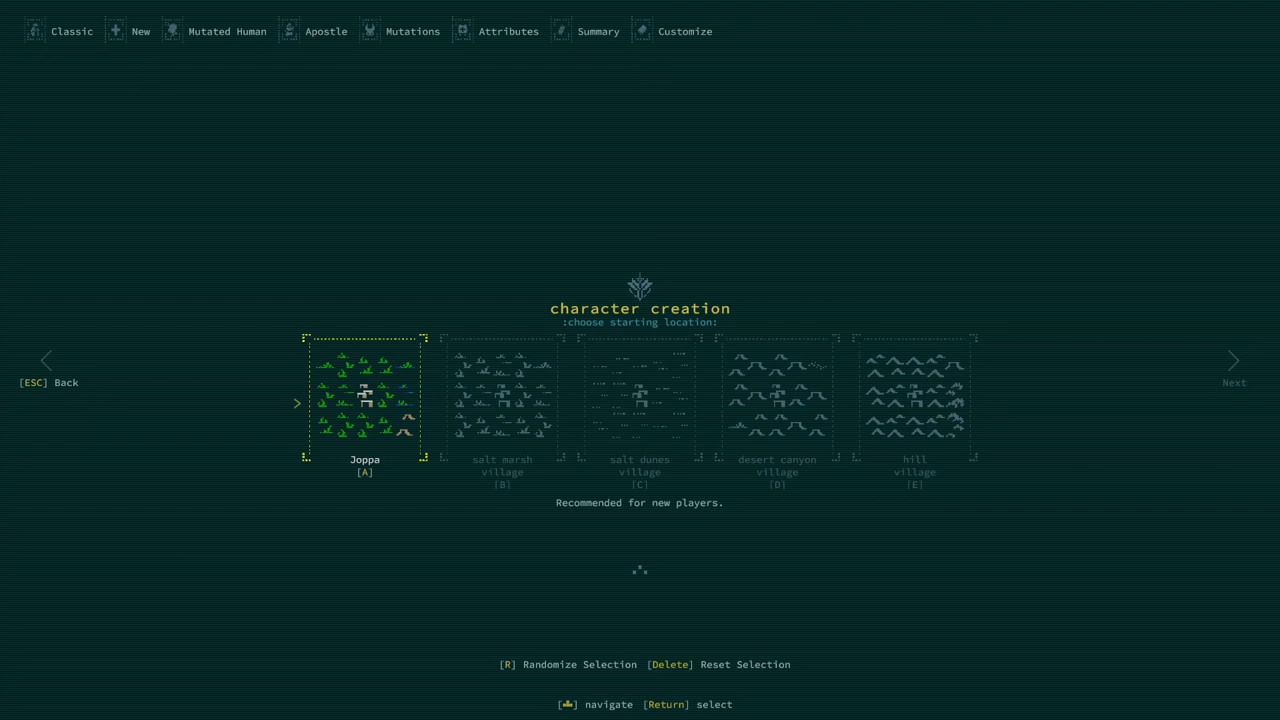 Classic New Mutated Human Apostle Mutations Attributes Summary Customize
character creation
:choose starting location:
[ESC] Back
Next
Joppa
[A]
salt marsh
village
[B]
salt dunes
village
[C]
desert canyon
village
[D]
hill
village
[E]
Recommended for new players.
[R] Randomize Selection [Delete] Reset Selection
[] navigate [Return] select